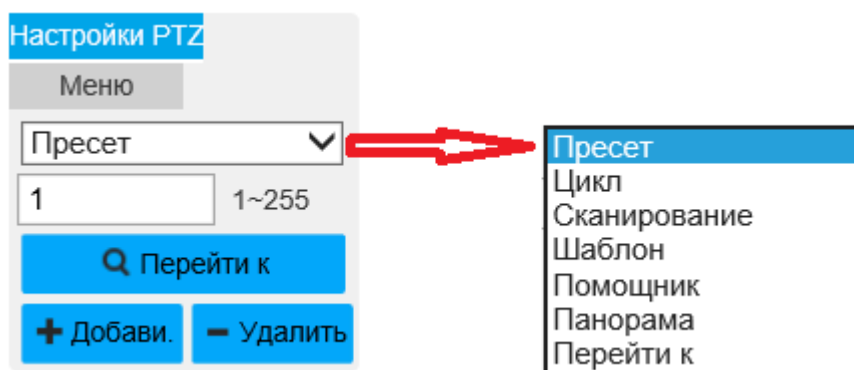 Настройки PTZ
Меню
Пресет
1
1~255
Перейти к
Добави.
Удалить
Пресет
Цикл
Сканирование
Шаблон
Помощник
Панорама
Перейти к